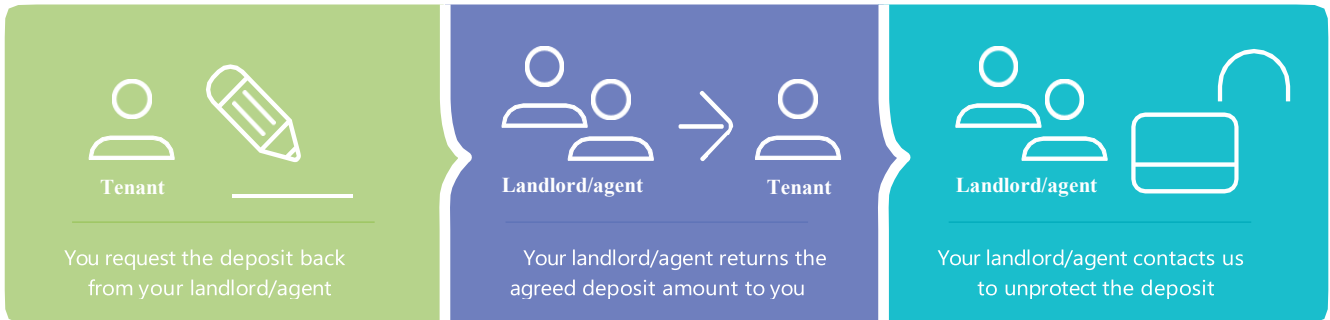 Tenant
You request the deposit back
from your landlord/agent
Landlord/agent
Tenant
Your landlord/agent returns the
agreed deposit amount to you
Landlord/agent
Your landlord/agent contacts us
to unprotect the deposit